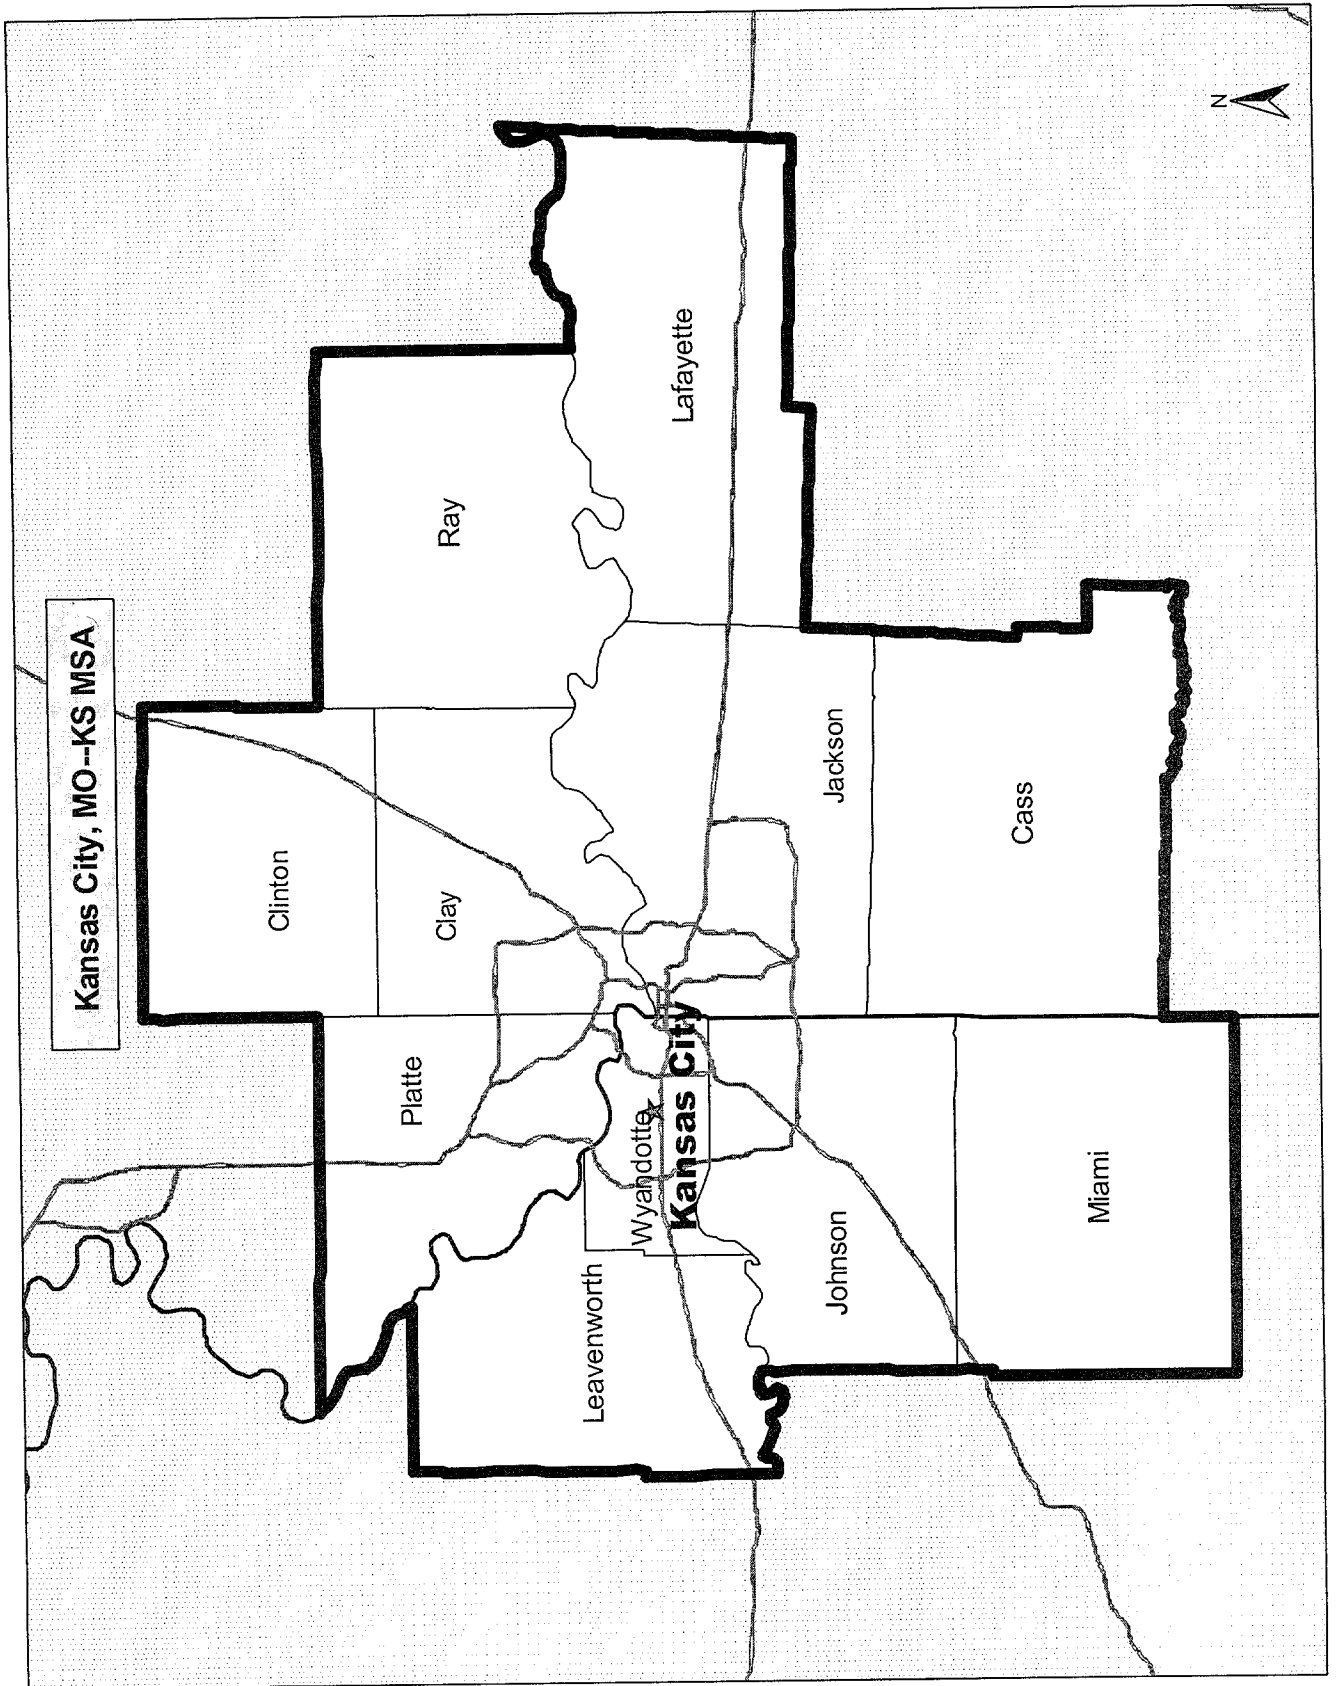 Kansas City, MO--KS MSA
Clinton
Platte
Clay
Ray
Leavenworth
Wyandotte
Kansas City
Lafayette
Johnson
Jackson
Cass
Miami
N